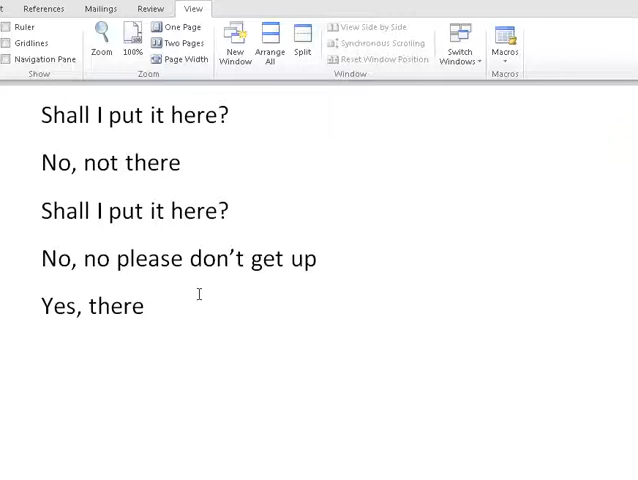 t References Mailings Review View
Ruler
Gridlines
Navigation Pane
Show
Zoom
100%
One Page
Two Pages
Page Width
Zoom
New Window
Arrange All
Split
View Side by Side
Synchronous Scrolling
Reset Window Position
Window
Switch Windows
Macros
Macros
Shall I put it here?
No, not there
Shall I put it here?
No, no please don’t get up
Yes, there